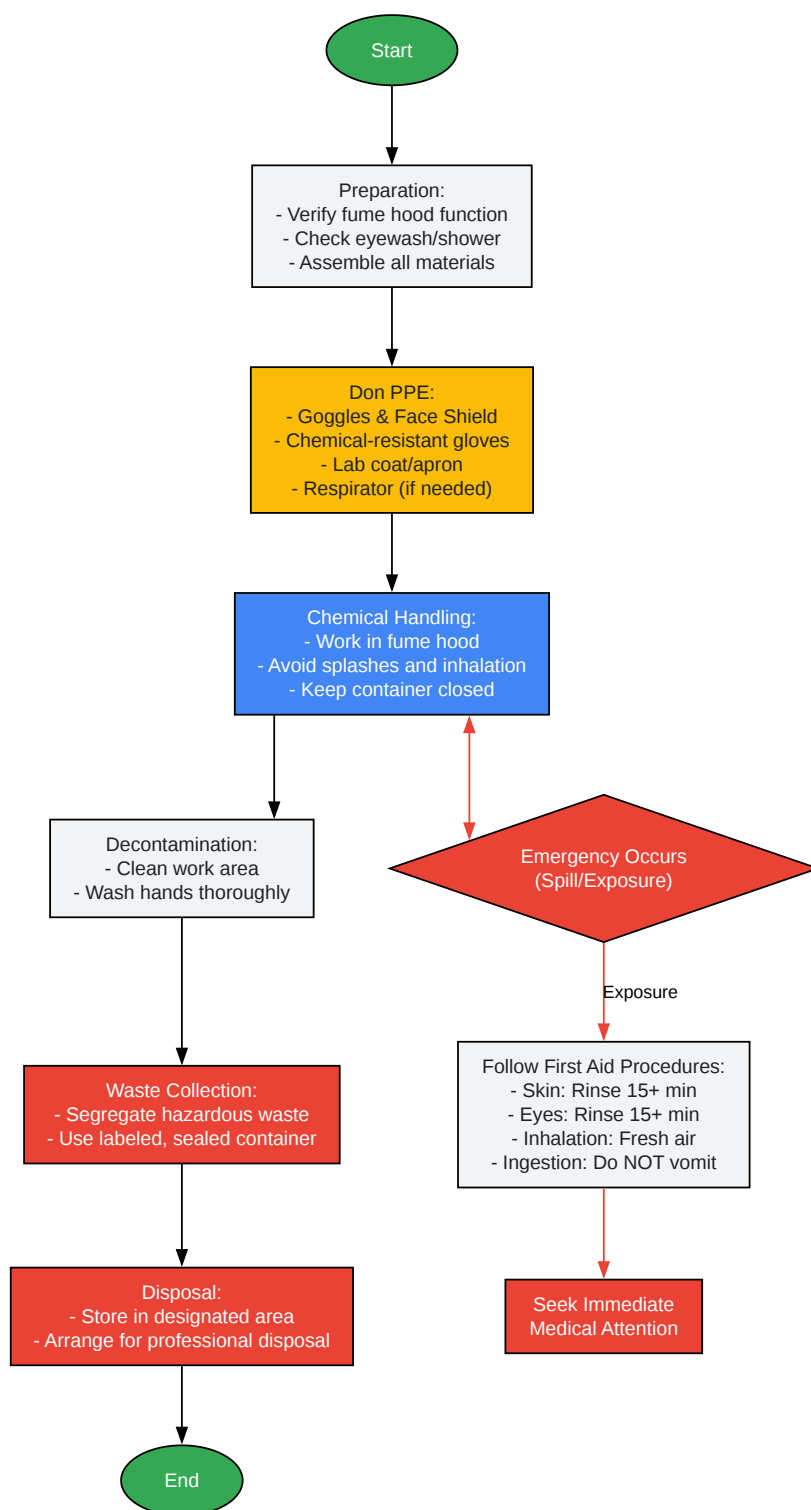 Start
Preparation:
- Verify fume hood function
- Check eyewash/shower
- Assemble all materials
Don PPE:
- Goggles & Face Shield
- Chemical-resistant gloves
- Lab coat/apron
- Respirator (if needed)
Chemical Handling:
- Work in fume hood
- Avoid splashes and inhalation
- Keep container closed
Decontamination:
- Clean work area
- Wash hands thoroughly
Emergency Occurs
(Spill/Exposure)
Exposure
Waste Collection:
- Segregate hazardous waste
- Use labeled, sealed container
Follow First Aid Procedures:
- Skin: Rinse 15+ min
- Eyes: Rinse 15+ min
- Inhalation: Fresh air
- Ingestion: Do NOT vomit
Disposal:
- Store in designated area
- Arrange for professional disposal
Seek Immediate
Medical Attention
End